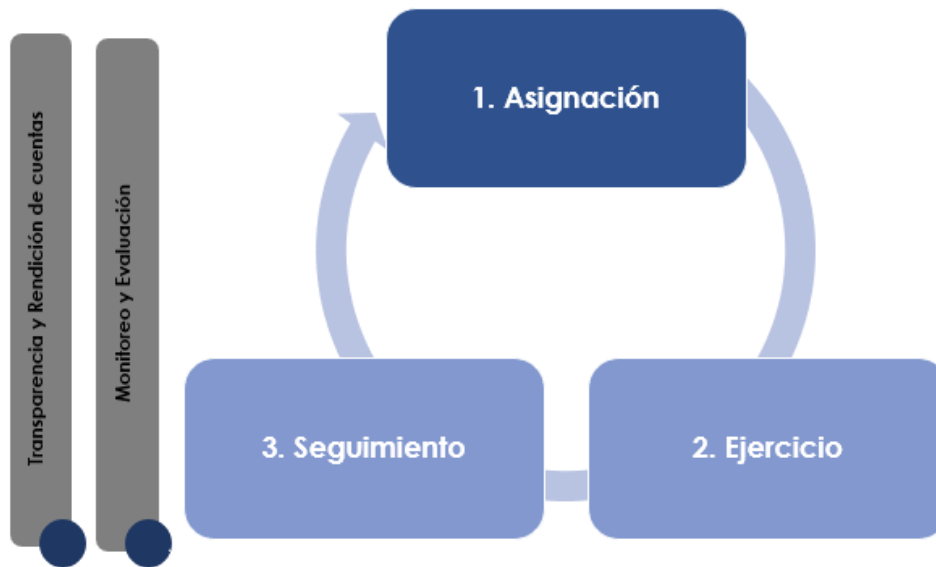 Transparencia y Rendición de cuentas
Monitoreo y Evaluación
1. Asignación
3. Seguimiento
2. Ejercicio